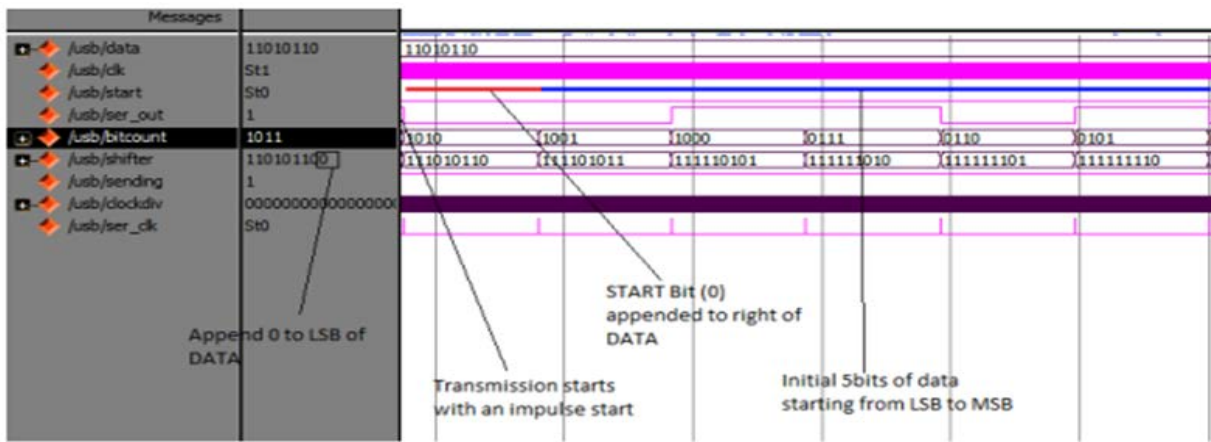 Messages
/usb/data 11010110 11010110
/usb/clk St1
/usb/start St0
/usb/ser_out 1
/usb/bitcount 1011 1010 1001 1000 0111 0110 0101
/usb/shifter 110101100 111010110 111101011 111110101 111111010 111111101 111111110
/usb/sending 1
/usb/clockdiv 0000000000000000
/usb/ser_clk St0
START Bit (0)
appended to right of
DATA
Append 0 to LSB of
DATA
Transmission starts
with an impulse start
Initial 5bits of data
starting from LSB to MSB